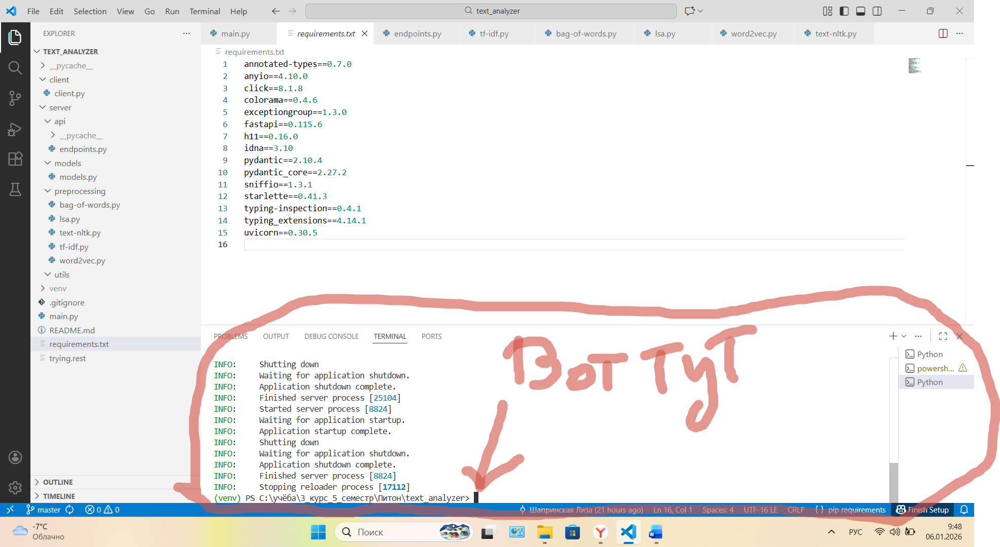 File Edit Selection View Go Run Terminal Help
text_analyzer
EXPLORER
TEXT_ANALYZER
__pycache__
client
client.py
server
api
__pycache__
endpoints.py
models
models.py
preprocessing
bag-of-words.py
lsa.py
text-nltk.py
tf-idf.py
word2vec.py
utils
venv
.gitignore
main.py
README.md
requirements.txt
trying.rest
OUTLINE
TIMELINE
main.py requirements.txt endpoints.py tf-idf.py bag-of-words.py lsa.py word2vec.py text-nltk.py
requirements.txt
1 annotated-types==0.7.0
2 anyio==4.10.0
3 click==8.1.8
4 colorama==0.4.6
5 exceptiongroup==1.3.0
6 fastapi==0.115.6
7 h11==0.16.0
8 idna==3.10
9 pydantic==2.10.4
10 pydantic_core==2.27.2
11 sniffio==1.3.1
12 starlette==0.41.3
13 typing-inspection==0.4.1
14 typing_extensions==4.14.1
15 uvicorn==0.30.5
16
PROBLEMS OUTPUT DEBUG CONSOLE TERMINAL PORTS
INFO: Shutting down
INFO: Waiting for application shutdown.
INFO: Application shutdown complete.
INFO: Finished server process [25104]
INFO: Started server process [8824]
INFO: Waiting for application startup.
INFO: Application startup complete.
INFO: Shutting down
INFO: Waiting for application shutdown.
INFO: Application shutdown complete.
INFO: Finished server process [8824]
INFO: Stopping reloader process [17112]
(venv) PS C:\учёба\3_курс_5_семестр\Питон\text_analyzer>
Вот тут
Python
powersh...
Python
master 0 0 Шапринская Лиза (21 hours ago) Ln 16, Col 1 Spaces: 4 UTF-16 LE CRLF { } pip requirements Finish Setup
-7°C
Облачно
Поиск
РУС
9:48
06.01.2026